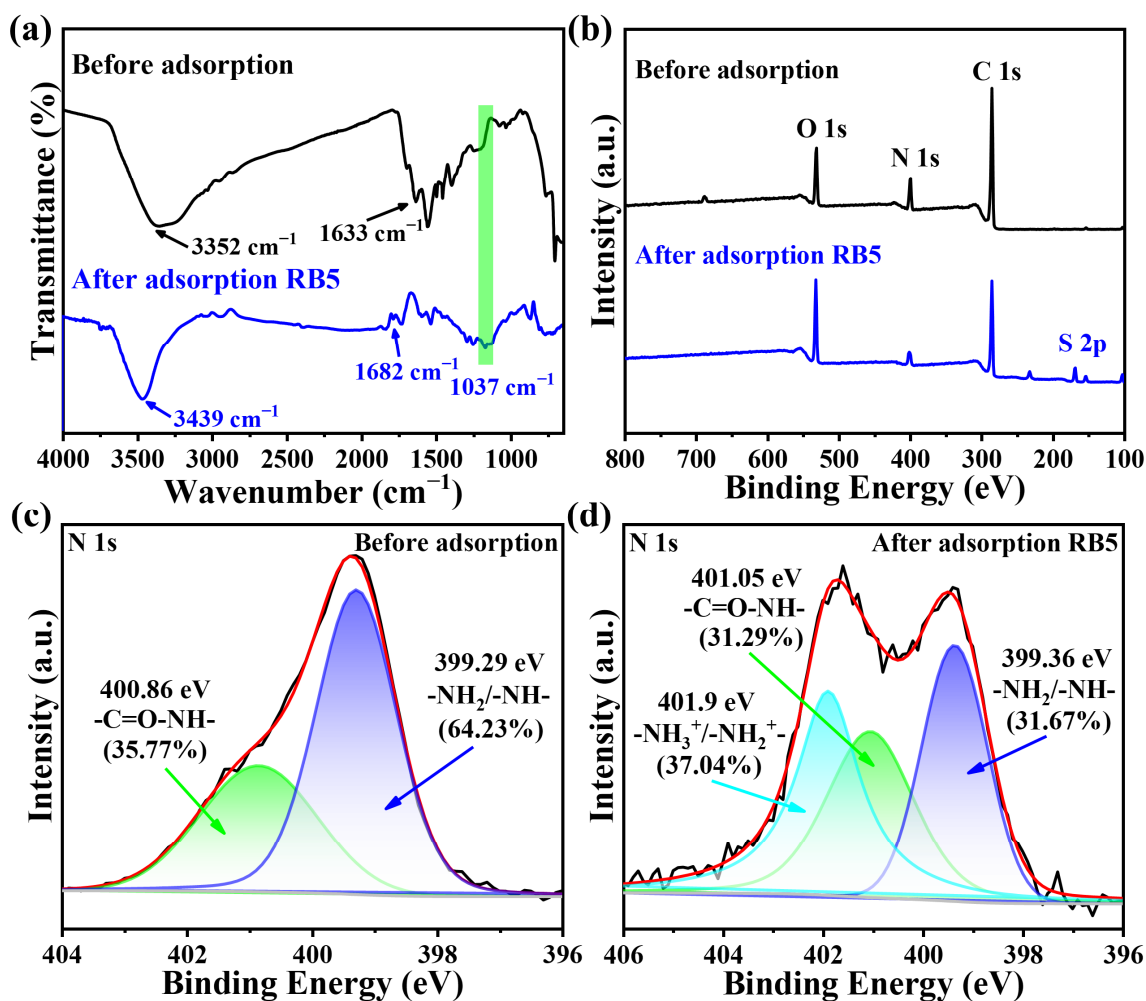 (a)
Before adsorption
3352 cm⁻¹
1633 cm⁻¹
After adsorption RB5
1682 cm⁻¹
1037 cm⁻¹
3439 cm⁻¹
Transmittance (%)
4000 3500 3000 2500 2000 1500 1000
Wavenumber (cm⁻¹)
(b)
Before adsorption
C 1s
O 1s
N 1s
After adsorption RB5
S 2p
Intensity (a.u.)
800 700 600 500 400 300 200 100
Binding Energy (eV)
(c)
N 1s
Before adsorption
400.86 eV
-C=O-NH-
(35.77%)
399.29 eV
-NH₂/-NH-
(64.23%)
Intensity (a.u.)
404 402 400 398 396
Binding Energy (eV)
(d)
N 1s
After adsorption RB5
401.05 eV
-C=O-NH-
(31.29%)
401.9 eV
-NH₃⁺/-NH₂⁺-
(37.04%)
399.36 eV
-NH₂/-NH-
(31.67%)
Intensity (a.u.)
406 404 402 400 398 396
Binding Energy (eV)